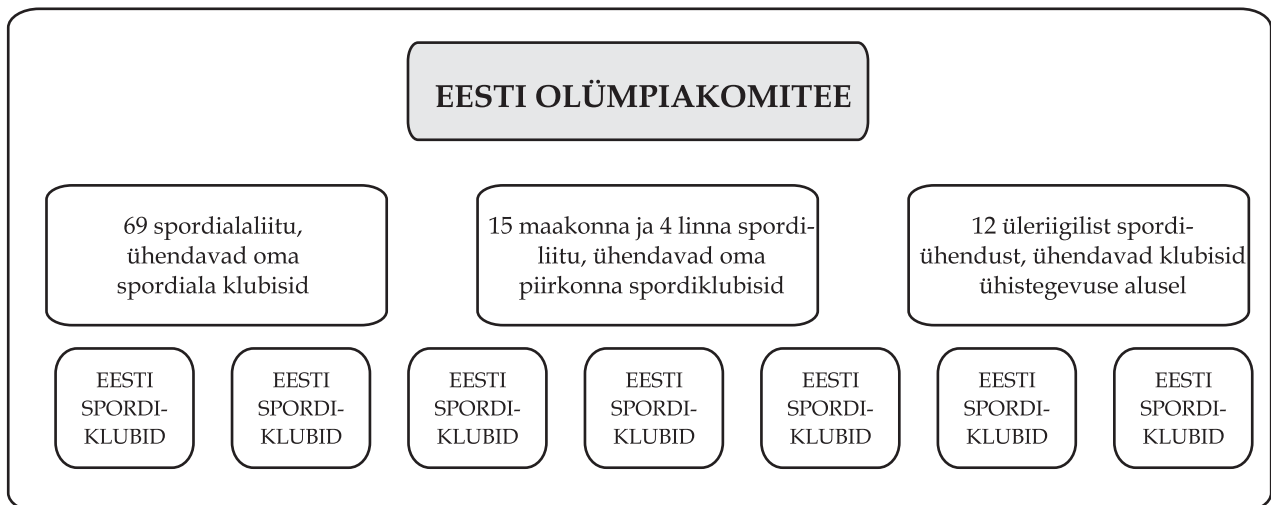 EESTI OLÜMPIAKOMITEE
69 spordialaliitu,
ühendavad oma
spordiala klubisid
15 maakonna ja 4 linna spordi-
liitu, ühendavad oma
piirkonna spordiklubisid
12 üleriigilist spordi-
ühendust, ühendavad klubisid
ühistegevuse alusel
EESTI
SPORDI-
KLUBID
EESTI
SPORDI-
KLUBID
EESTI
SPORDI-
KLUBID
EESTI
SPORDI-
KLUBID
EESTI
SPORDI-
KLUBID
EESTI
SPORDI-
KLUBID
EESTI
SPORDI-
KLUBID